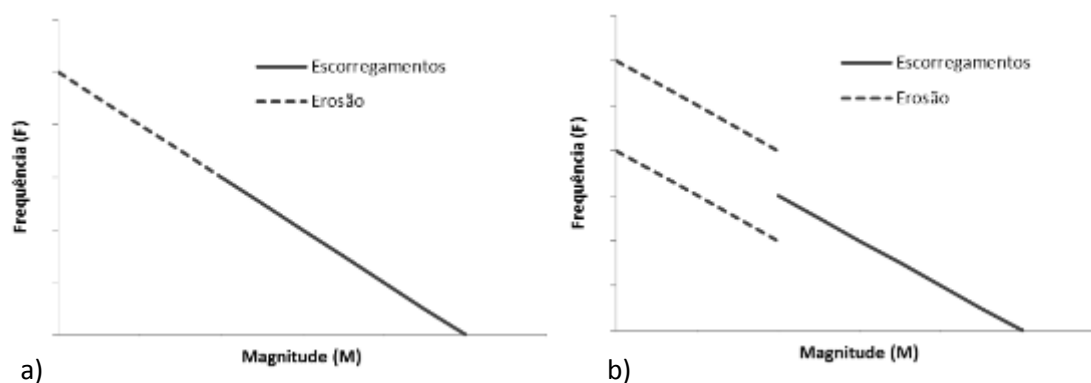 Escorregamentos
Erosão
Frequência (F)
Magnitude (M)
a)
Escorregamentos
Erosão
Frequência (F)
Magnitude (M)
b)